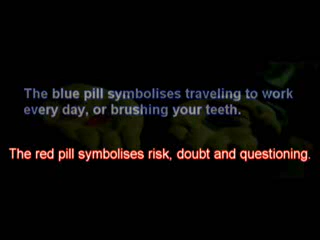 The blue pill symbolises traveling to work
every day, or brushing your teeth.
The red pill symbolises risk, doubt and questioning.